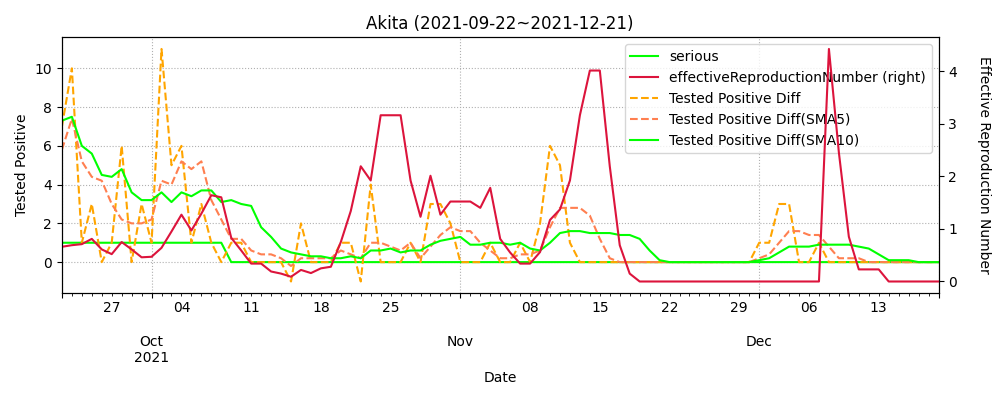 Akita (2021-09-22~2021-12-21)
serious
effectiveReproductionNumber (right)
Tested Positive Diff
Tested Positive Diff(SMA5)
Tested Positive Diff(SMA10)
Tested Positive
10
8
6
4
2
0
Effective Reproduction Number
4
3
2
1
0
27 04 11 18 25 08 15 22 29 06 13
Oct Nov Dec
2021
Date